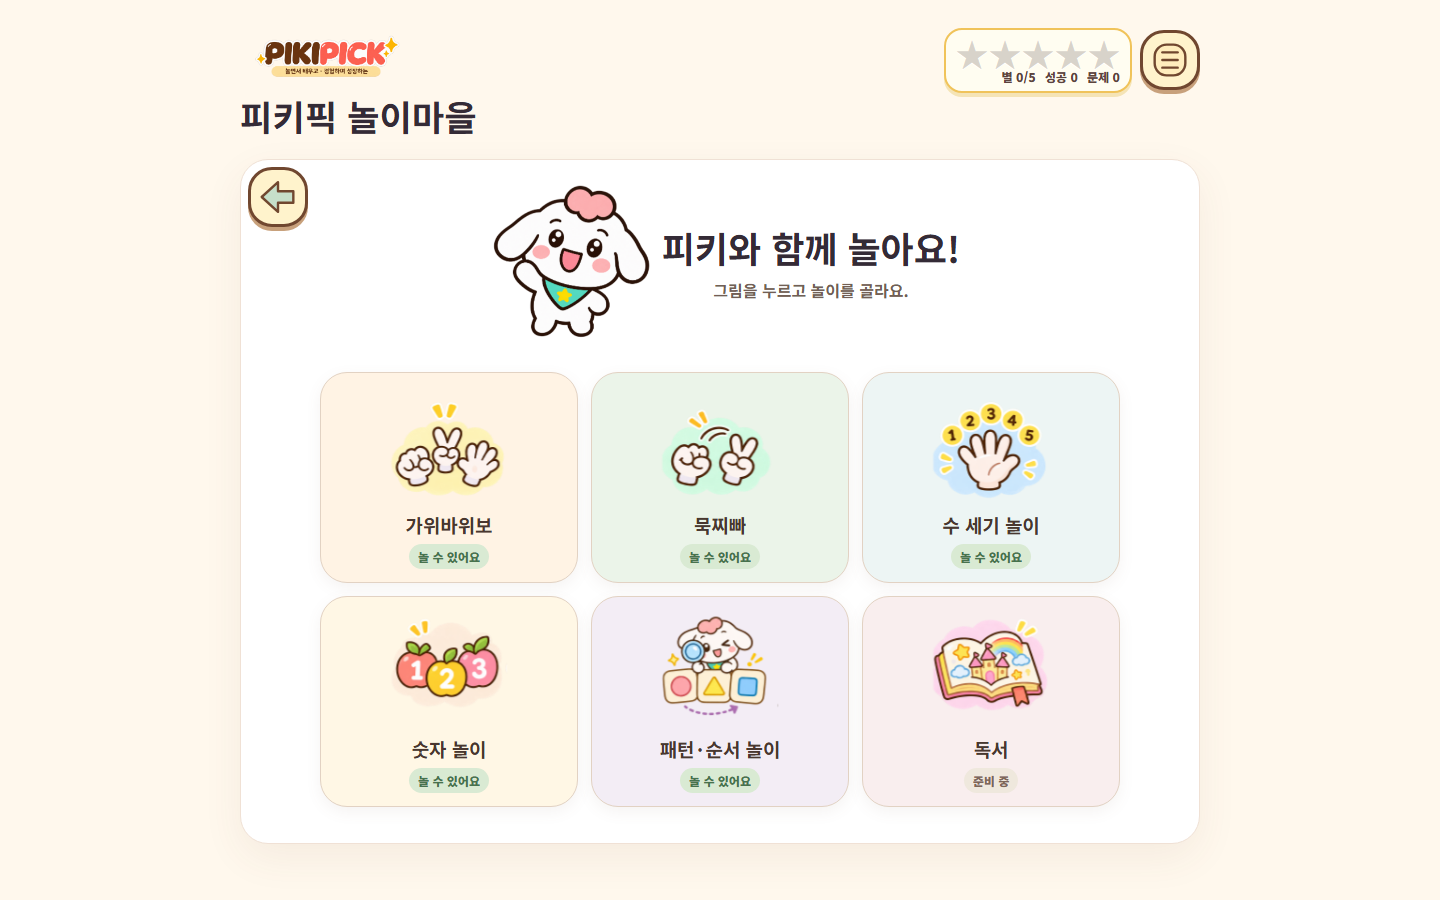 PIKIPICK
놀면서 배우고 · 경험하며 성장하는
별 0/5 성공 0 문제 0
피키픽 놀이마을
피키와 함께 놀아요!
그림을 누르고 놀이를 골라요.
가위바위보
놀 수 있어요
묵찌빠
놀 수 있어요
1 2 3 4 5
수 세기 놀이
놀 수 있어요
1 2 3
숫자 놀이
놀 수 있어요
패턴·순서 놀이
놀 수 있어요
독서
준비 중